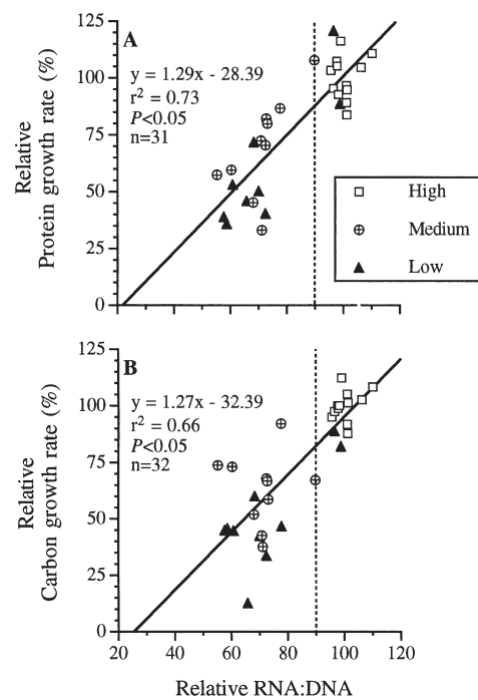 A
y = 1.29x - 28.39
r² = 0.73
P<0.05
n=31
Relative
Protein growth rate (%)
125
100
75
50
25
0
High
Medium
Low
B
y = 1.27x - 32.39
r² = 0.66
P<0.05
n=32
Relative
Carbon growth rate (%)
125
100
75
50
25
0
20 40 60 80 100 120
Relative RNA:DNA